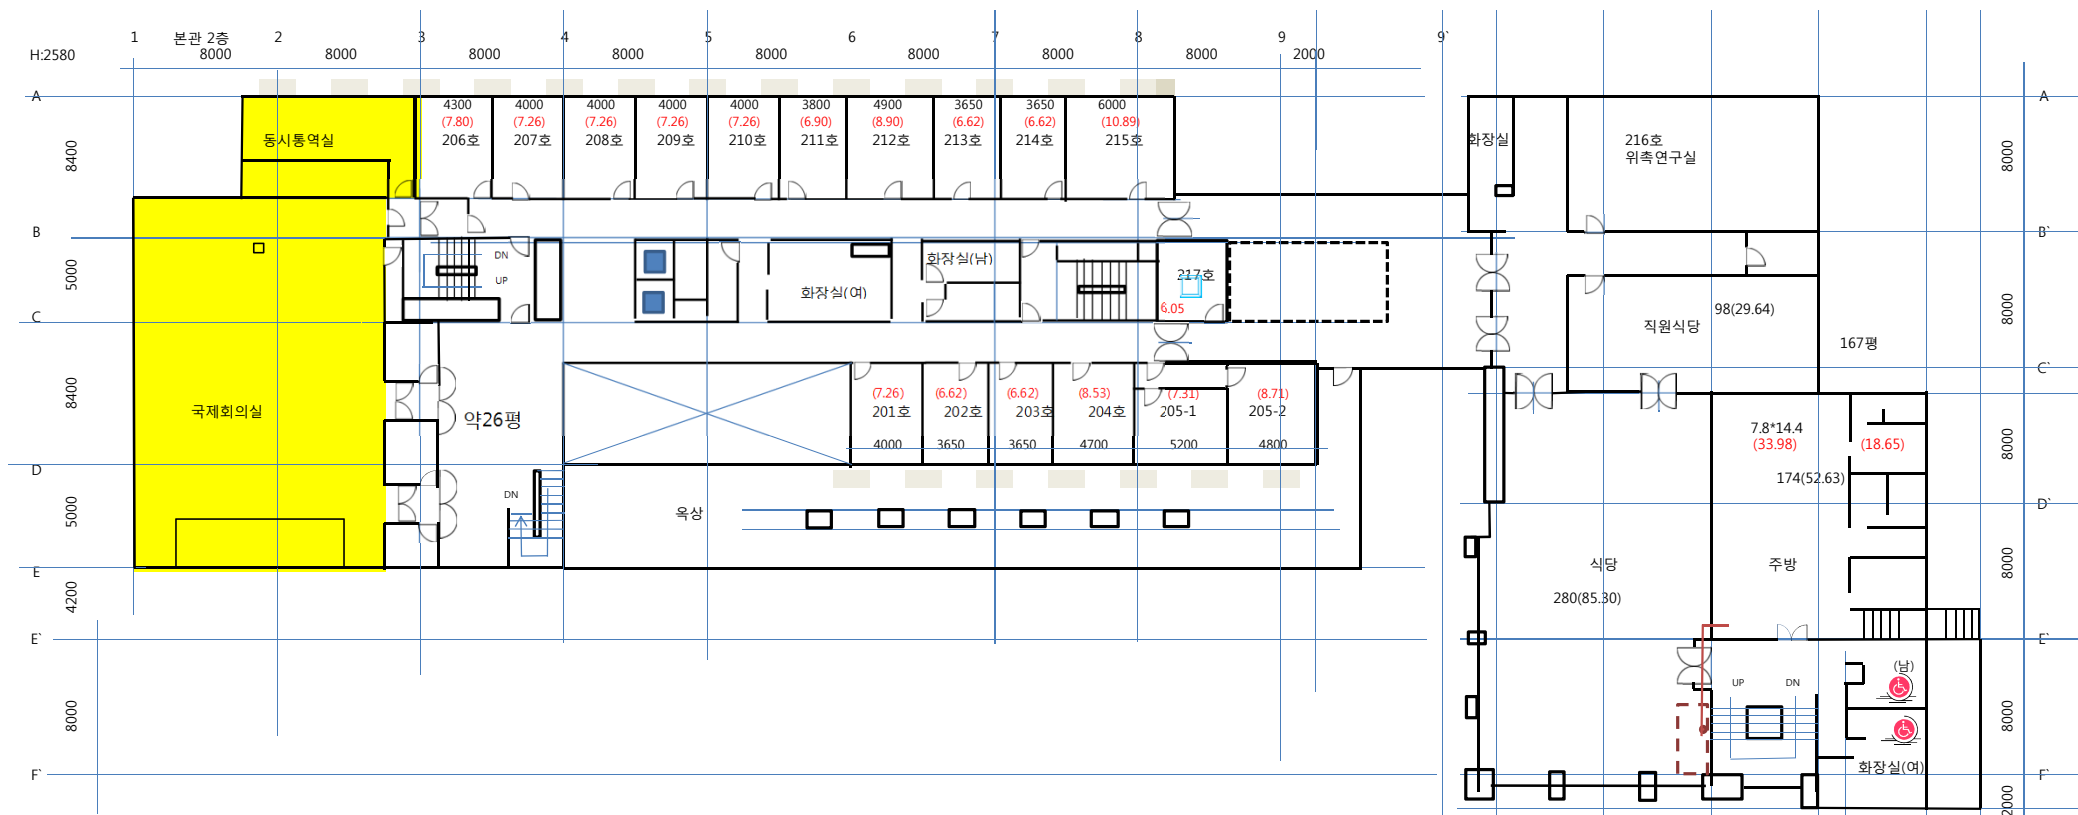 1 본관 2층 2 3 4 5 6 7 8 9 9`
H:2580 8000 8000 8000 8000 8000 8000 8000 8000 2000
A A
4300 4000 4000 4000 4000 3800 4900 3650 3650 6000
(7.80) (7.26) (7.26) (7.26) (7.26) (6.90) (8.90) (6.62) (6.62) (10.89)
동시통역실 206호 207호 208호 209호 210호 211호 212호 213호 214호 215호 화장실 216호
위촉연구실
8400 8000
B B`
DN
UP
화장실(남)
화장실(여)
217호
6.05
5000 8000
98(29.64)
직원식당
167평
C C`
8400 8000
국제회의실
약26평
(7.26) (6.62) (6.62) (8.53) (7.31) (8.71)
201호 202호 203호 204호 205-1 205-2
4000 3650 3650 4700 5200 4800
7.8*14.4
(33.98) (18.65)
174(52.63)
D D`
DN
옥상
5000 8000
식당 주방
280(85.30)
E
4200
E` E`
(남)
UP DN
8000 8000
화장실(여)
F` F`
2000